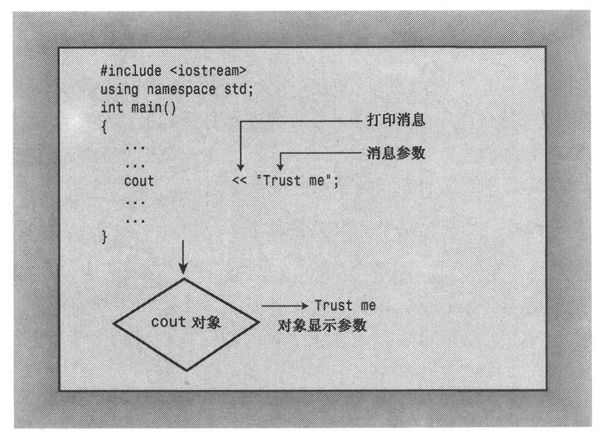 #include <iostream>
using namespace std;
int main()
{
...
...
cout << "Trust me";
...
...
}
打印消息
消息参数
cout 对象
Trust me
对象显示参数